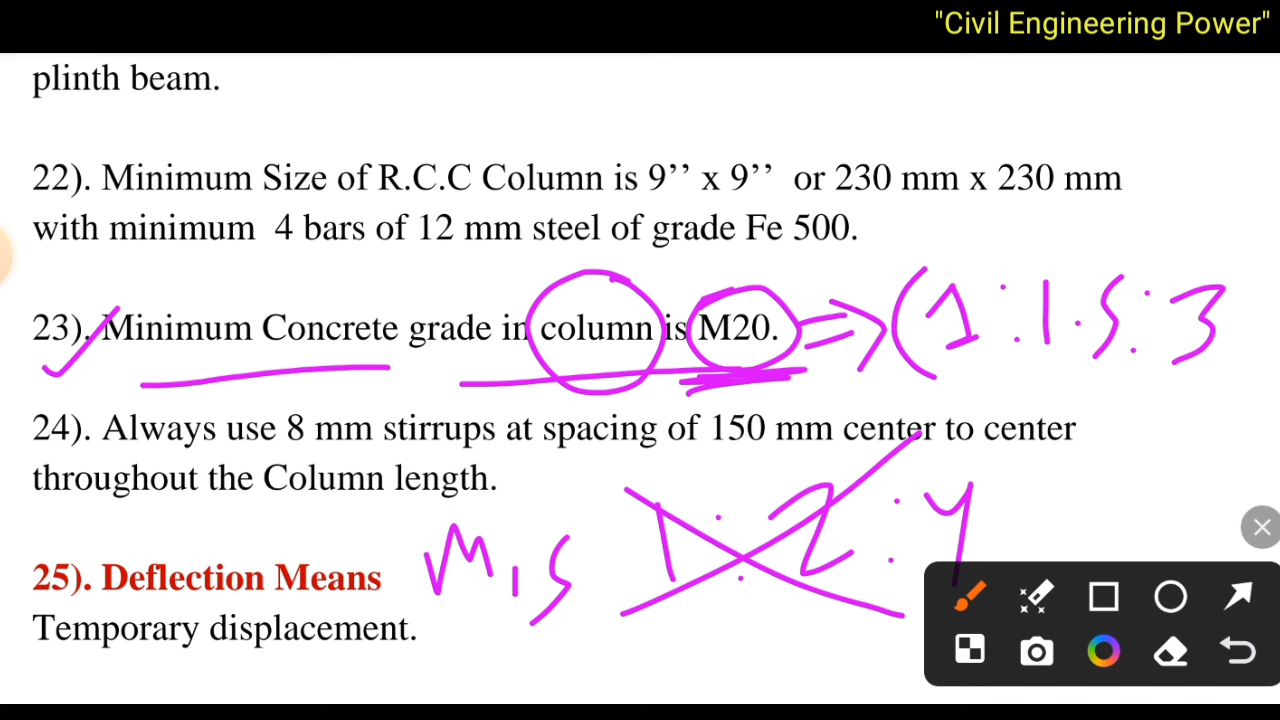 "Civil Engineering Power"
plinth beam.
22). Minimum Size of R.C.C Column is 9’’ x 9’’ or 230 mm x 230 mm
with minimum 4 bars of 12 mm steel of grade Fe 500.
23). Minimum Concrete grade in column is M20. => (1 : 1.5 : 3
24). Always use 8 mm stirrups at spacing of 150 mm center to center
throughout the Column length.
M15 1 : 2 : 4
25). Deflection Means
Temporary displacement.